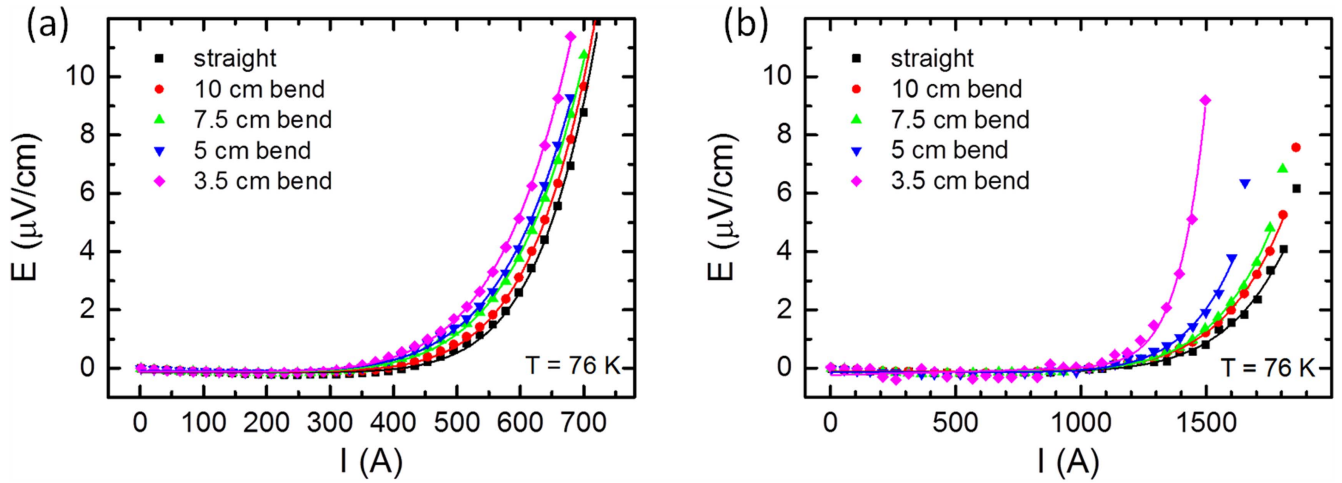 (a)
E (μV/cm)
10
8
6
4
2
0
straight
10 cm bend
7.5 cm bend
5 cm bend
3.5 cm bend
T = 76 K
0 100 200 300 400 500 600 700
I (A)
(b)
E (μV/cm)
10
8
6
4
2
0
straight
10 cm bend
7.5 cm bend
5 cm bend
3.5 cm bend
T = 76 K
0 500 1000 1500
I (A)